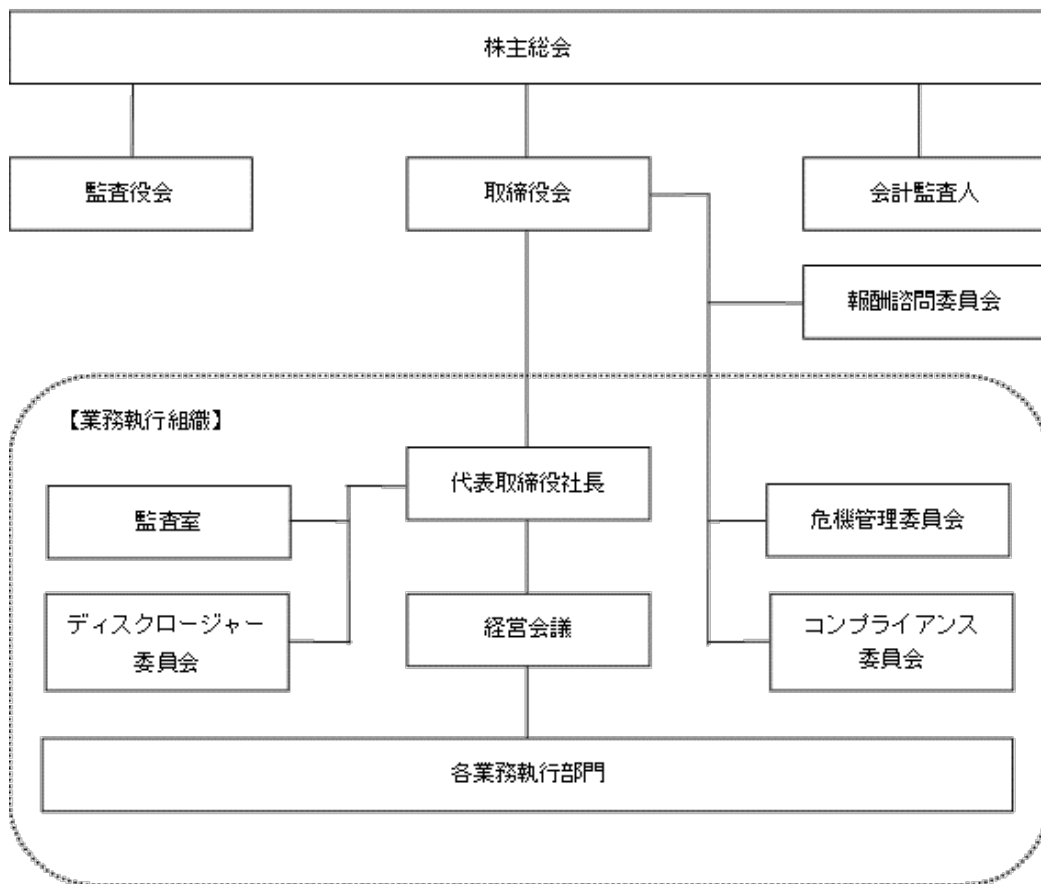 株主総会
監査役会
取締役会
会計監査人
報酬諮問委員会
【業務執行組織】
代表取締役社長
監査室
危機管理委員会
ディスクロージャー
委員会
経営会議
コンプライアンス
委員会
各業務執行部門